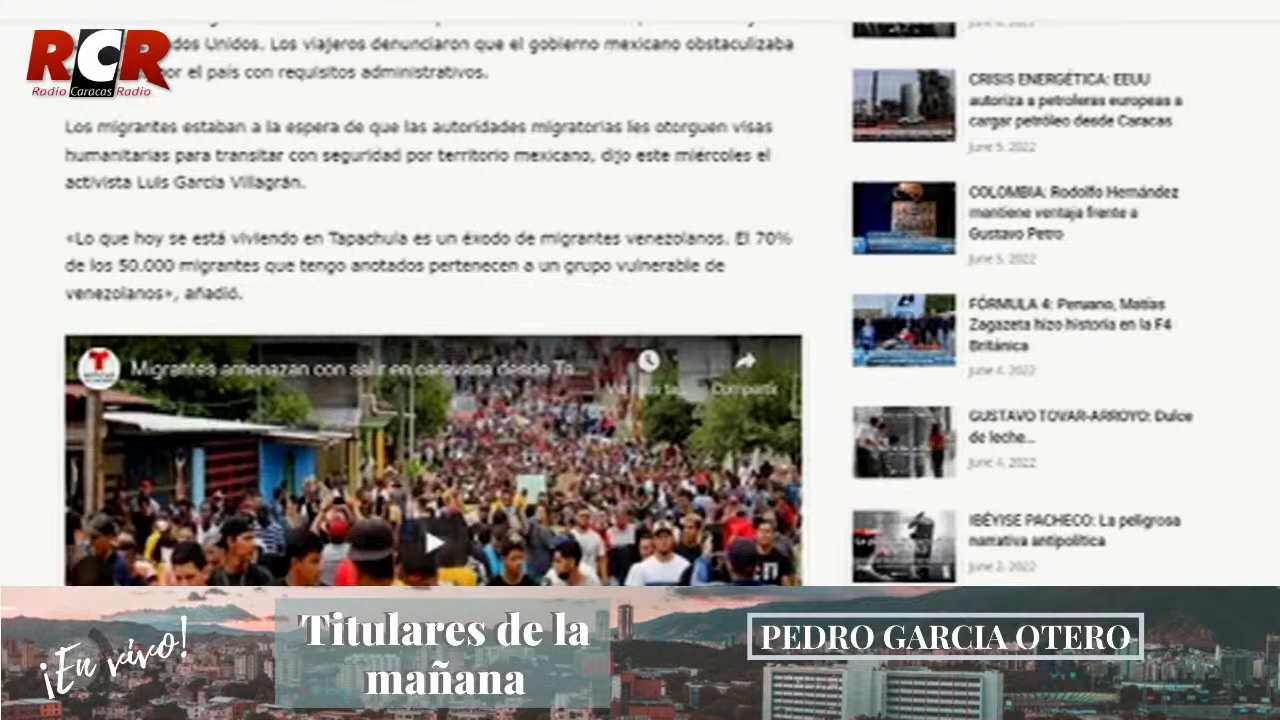 RCR
Radio Caracas Radio
dos Unidos. Los viajeros denunciaron que el gobierno mexicano obstaculizaba
or el país con requisitos administrativos.
Los migrantes estaban a la espera de que las autoridades migratorias les otorguen visas
humanitarias para transitar con seguridad por territorio mexicano, dijo este miércoles el
activista Luis García Villagrán.
«Lo que hoy se está viviendo en Tapachula es un éxodo de migrantes venezolanos. El 70%
de los 50.000 migrantes que tengo anotados pertenecen a un grupo vulnerable de
venezolanos», añadió.
Migrantes amenazan con salir en caravana desde Ta...
Compartir
CRISIS ENERGÉTICA: EEUU
autoriza a petroleras europeas a
cargar petróleo desde Caracas
June 5, 2022
COLOMBIA: Rodolfo Hernández
mantiene ventaja frente a
Gustavo Petro
June 5, 2022
FÓRMULA 4: Peruano, Matías
Zagazeta hizo historia en la F4
Británica
June 4, 2022
GUSTAVO TOVAR-ARROYO: Dulce
de leche...
June 4, 2022
IBÉYISE PACHECO: La peligrosa
narrativa antipolítica
June 2, 2022
¡En vivo!
Titulares de la
mañana
PEDRO GARCIA OTERO